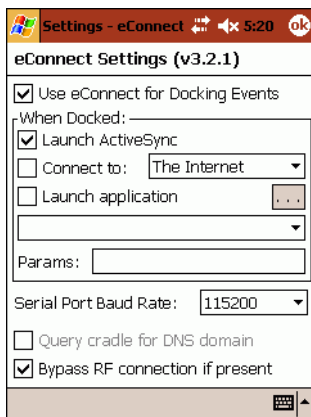 Settings - eConnect 5:20 ok
eConnect Settings (v3.2.1)
Use eConnect for Docking Events
When Docked:
Launch ActiveSync
Connect to: The Internet
Launch application ...
Params:
Serial Port Baud Rate: 115200
Query cradle for DNS domain
Bypass RF connection if present